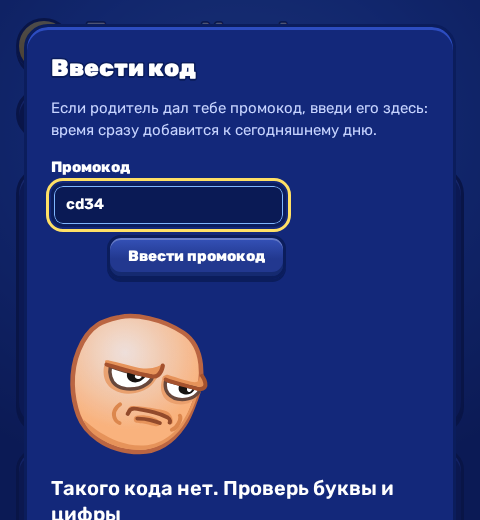 Ввести код
Если родитель дал тебе промокод, введи его здесь:
время сразу добавится к сегодняшнему дню.
Промокод
cd34
Ввести промокод
Такого кода нет. Проверь буквы и
цифры